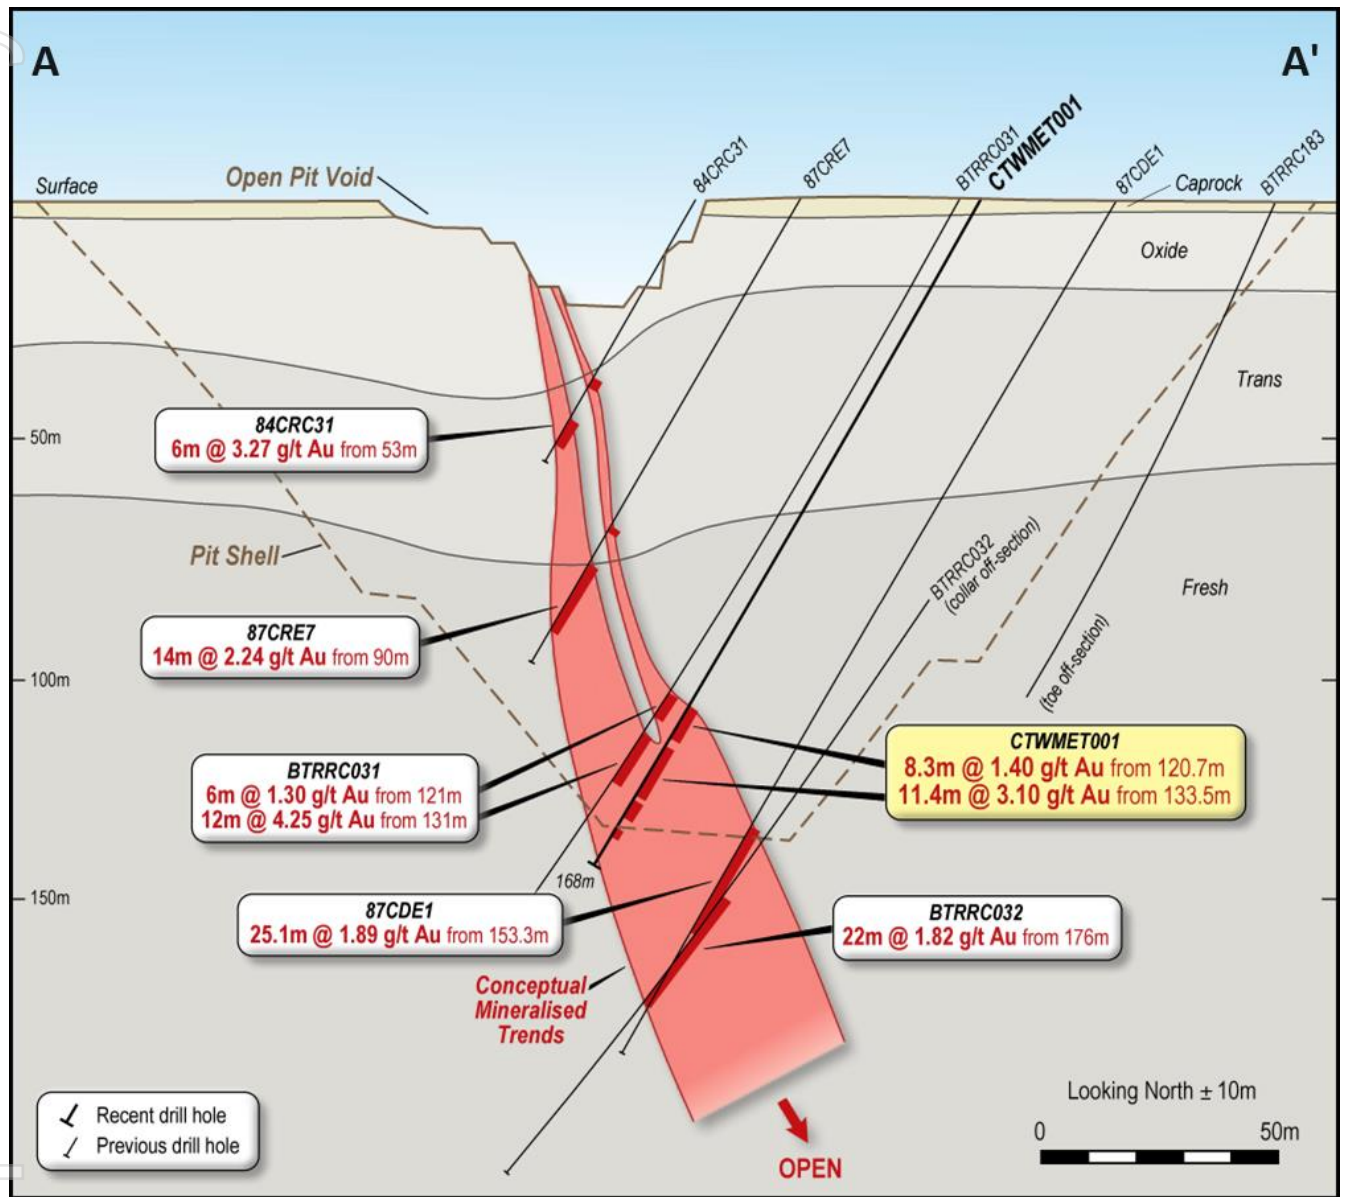 A
A'
84CRC31
87CRE7
BTRRC031
CTWMET001
87CDE1
BTRRC183
Surface
Open Pit Void
Caprock
Oxide
Trans
84CRC31
6m @ 3.27 g/t Au from 53m
50m
BTRRC032
(collar off-section)
Pit Shell
Fresh
87CRE7
14m @ 2.24 g/t Au from 90m
100m
(toe off-section)
CTWMET001
8.3m @ 1.40 g/t Au from 120.7m
11.4m @ 3.10 g/t Au from 133.5m
BTRRC031
6m @ 1.30 g/t Au from 121m
12m @ 4.25 g/t Au from 131m
168m
150m
87CDE1
25.1m @ 1.89 g/t Au from 153.3m
BTRRC032
22m @ 1.82 g/t Au from 176m
Conceptual
Mineralised
Trends
Recent drill hole
Previous drill hole
OPEN
Looking North ± 10m
0
50m